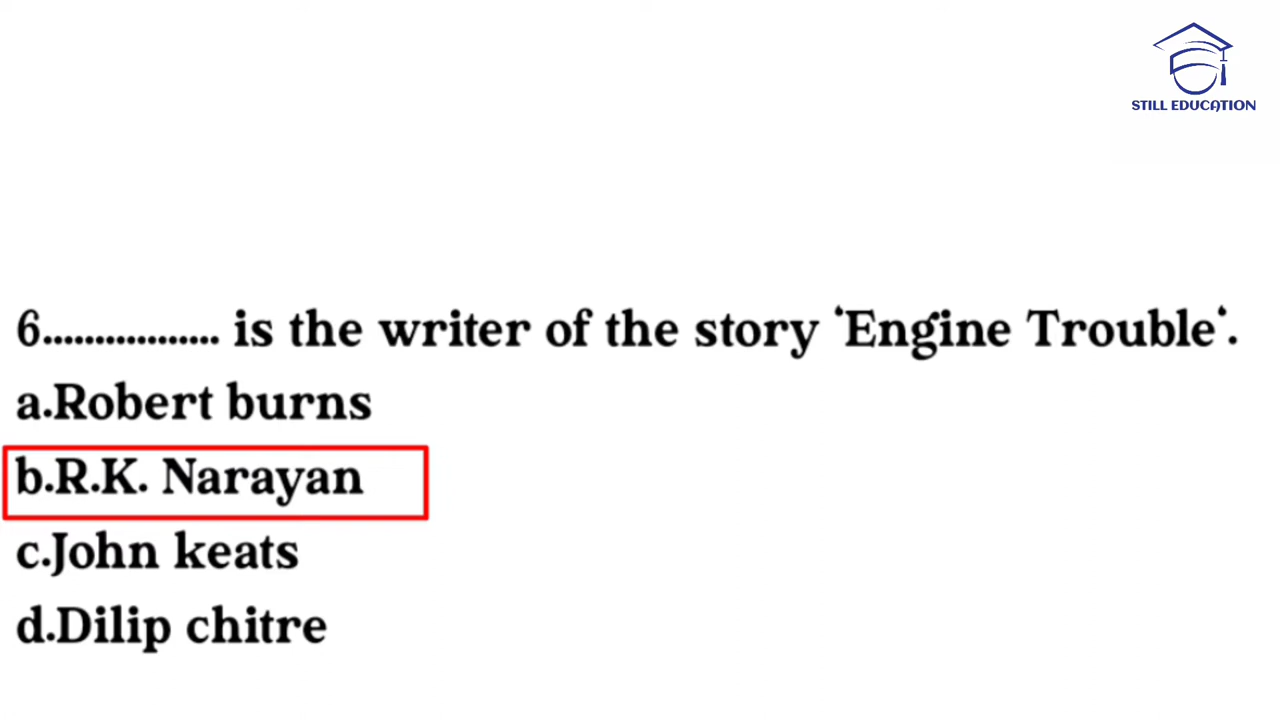 STILL EDUCATION
6................. is the writer of the story ‘Engine Trouble‘.
a.Robert burns
b.R.K. Narayan
c.John keats
d.Dilip chitre